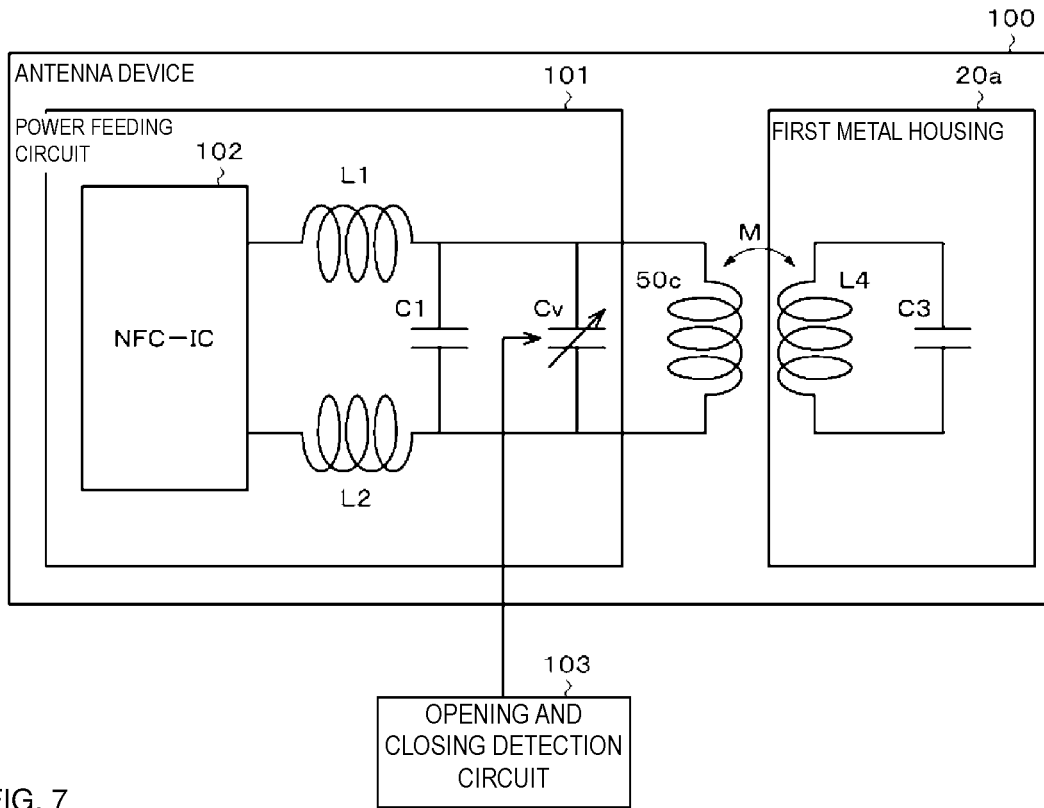 100
ANTENNA DEVICE
101
20a
POWER FEEDING
CIRCUIT
FIRST METAL HOUSING
102
L1
M
50c
L4
C1
Cv
C3
NFC-IC
L2
103
OPENING AND
CLOSING DETECTION
CIRCUIT
FIG. 7